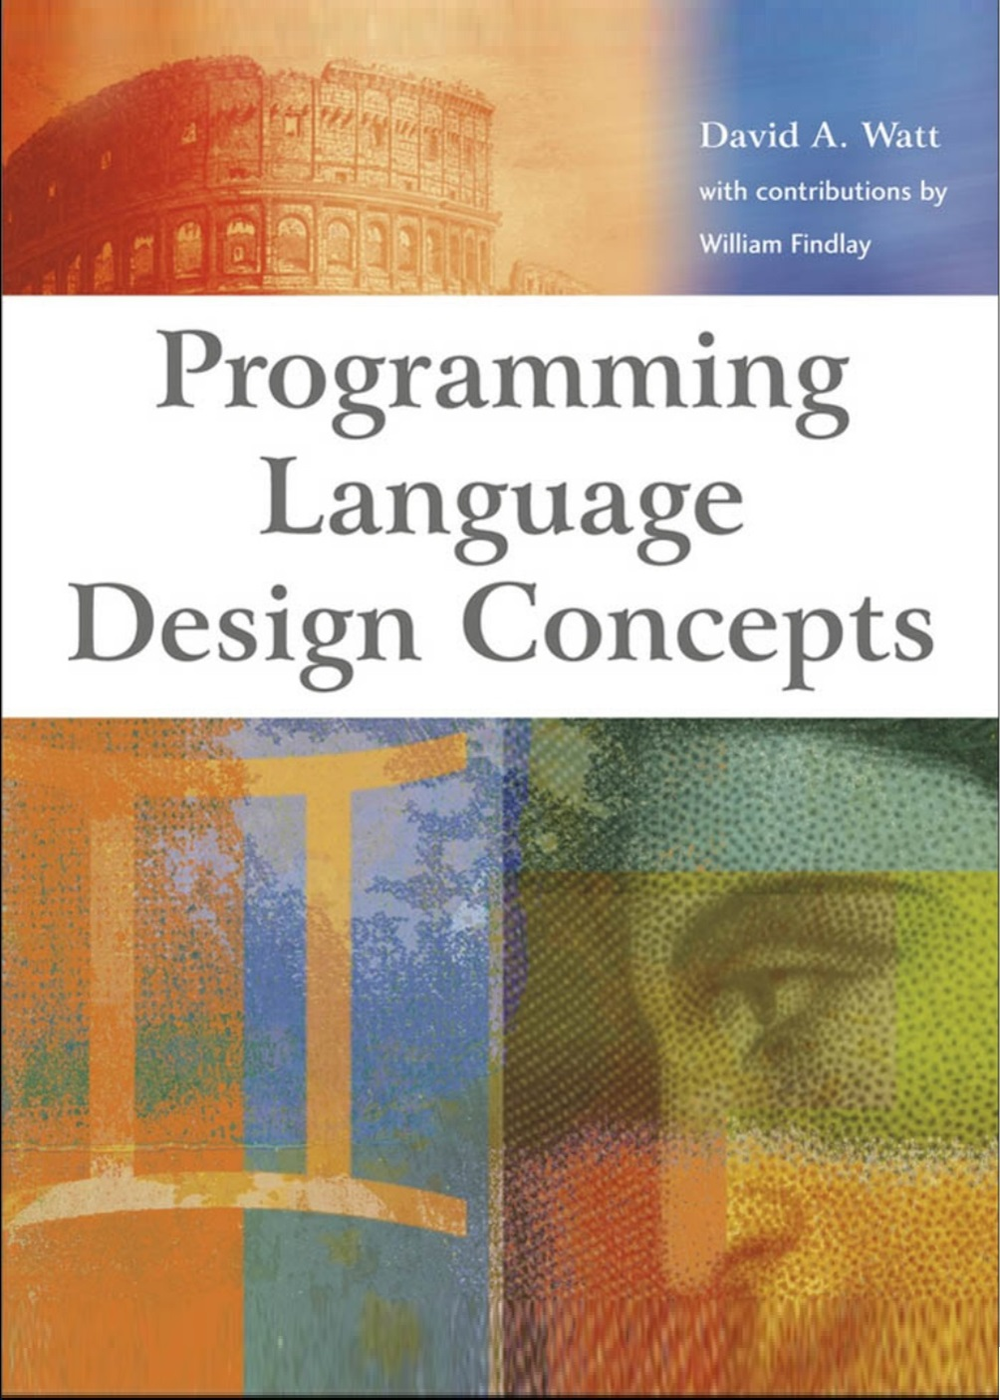 David A. Watt
with contributions by
William Findlay
Programming
Language
Design Concepts